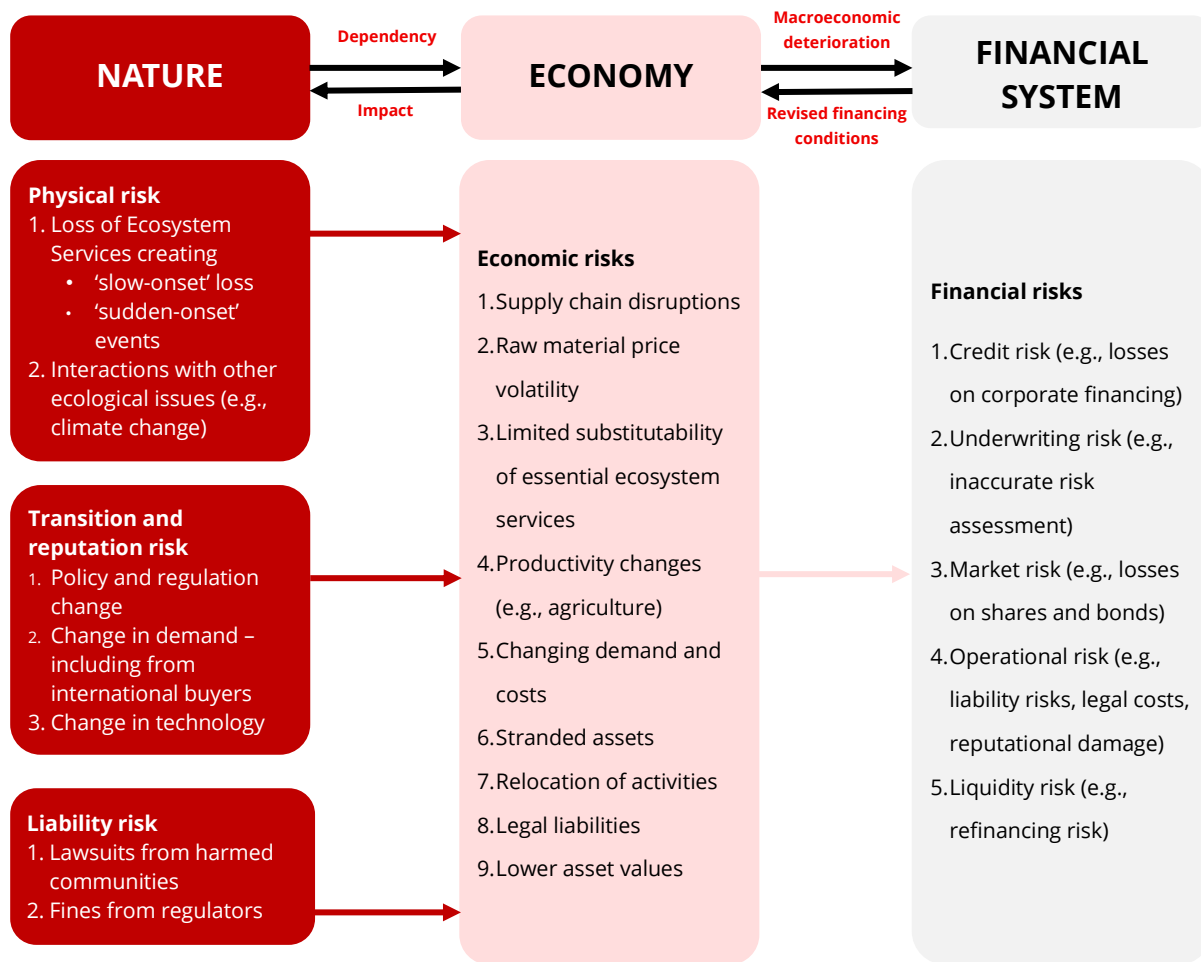 NATURE
Dependency
Impact
ECONOMY
Macroeconomic
deterioration
Revised financing
conditions
FINANCIAL
SYSTEM
Physical risk
1. Loss of Ecosystem
Services creating
• ‘slow-onset’ loss
• ‘sudden-onset’
events
2. Interactions with other
ecological issues (e.g.,
climate change)
Transition and
reputation risk
1. Policy and regulation
change
2. Change in demand –
including from
international buyers
3. Change in technology
Liability risk
1. Lawsuits from harmed
communities
2. Fines from regulators
Economic risks
1.Supply chain disruptions
2.Raw material price
volatility
3.Limited substitutability
of essential ecosystem
services
4.Productivity changes
(e.g., agriculture)
5.Changing demand and
costs
6.Stranded assets
7.Relocation of activities
8.Legal liabilities
9.Lower asset values
Financial risks
1.Credit risk (e.g., losses
on corporate financing)
2.Underwriting risk (e.g.,
inaccurate risk
assessment)
3.Market risk (e.g., losses
on shares and bonds)
4.Operational risk (e.g.,
liability risks, legal costs,
reputational damage)
5.Liquidity risk (e.g.,
refinancing risk)